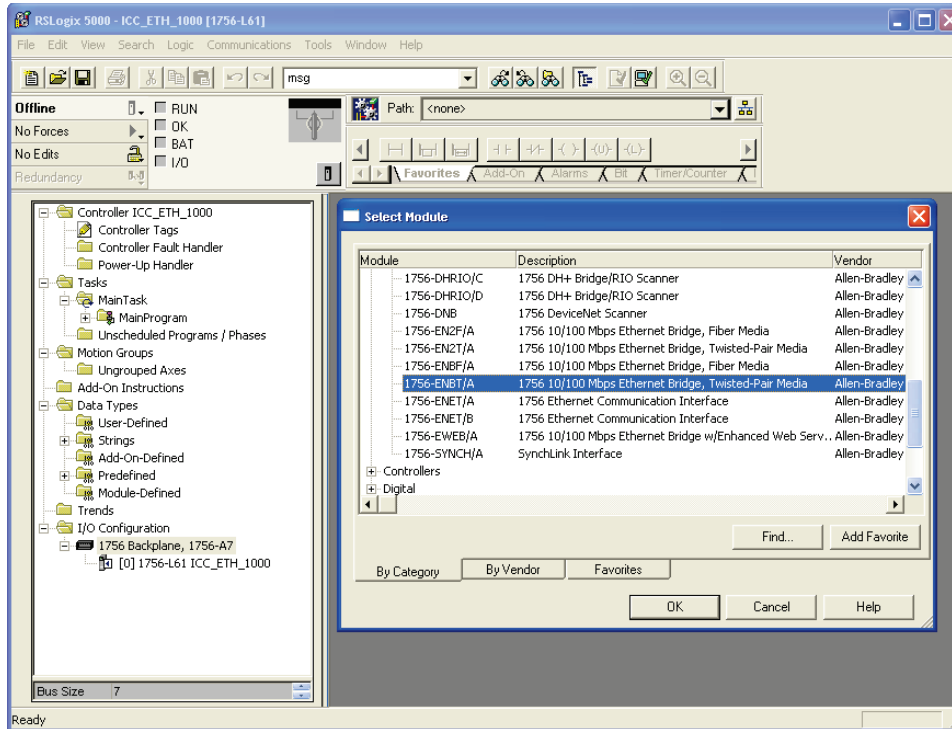 RSLogix 5000 - ICC_ETH_1000 [1756-L61]
File Edit View Search Logic Communications Tools Window Help
msg
Offline
RUN
Path: <none>
No Forces
OK
No Edits
BAT
Redundancy
I/O
Favorites Add-On Alarms Bit Timer/Counter
Controller ICC_ETH_1000
Controller Tags
Controller Fault Handler
Power-Up Handler
Tasks
MainTask
MainProgram
Unscheduled Programs / Phases
Motion Groups
Ungrouped Axes
Add-On Instructions
Data Types
User-Defined
Strings
Add-On-Defined
Predefined
Module-Defined
Trends
I/O Configuration
1756 Backplane, 1756-A7
[0] 1756-L61 ICC_ETH_1000
Bus Size 7
Select Module
Module Description Vendor
1756-DHRIO/C 1756 DH+ Bridge/RIO Scanner Allen-Bradley
1756-DHRIO/D 1756 DH+ Bridge/RIO Scanner Allen-Bradley
1756-DNB 1756 DeviceNet Scanner Allen-Bradley
1756-EN2F/A 1756 10/100 Mbps Ethernet Bridge, Fiber Media Allen-Bradley
1756-EN2T/A 1756 10/100 Mbps Ethernet Bridge, Twisted-Pair Media Allen-Bradley
1756-ENBF/A 1756 10/100 Mbps Ethernet Bridge, Fiber Media Allen-Bradley
1756-ENBT/A 1756 10/100 Mbps Ethernet Bridge, Twisted-Pair Media Allen-Bradley
1756-ENET/A 1756 Ethernet Communication Interface Allen-Bradley
1756-ENET/B 1756 Ethernet Communication Interface Allen-Bradley
1756-EWEB/A 1756 10/100 Mbps Ethernet Bridge w/Enhanced Web Serv.. Allen-Bradley
1756-SYNCH/A SynchLink Interface Allen-Bradley
Controllers
Digital
Find... Add Favorite
By Category By Vendor Favorites
OK Cancel Help
Ready